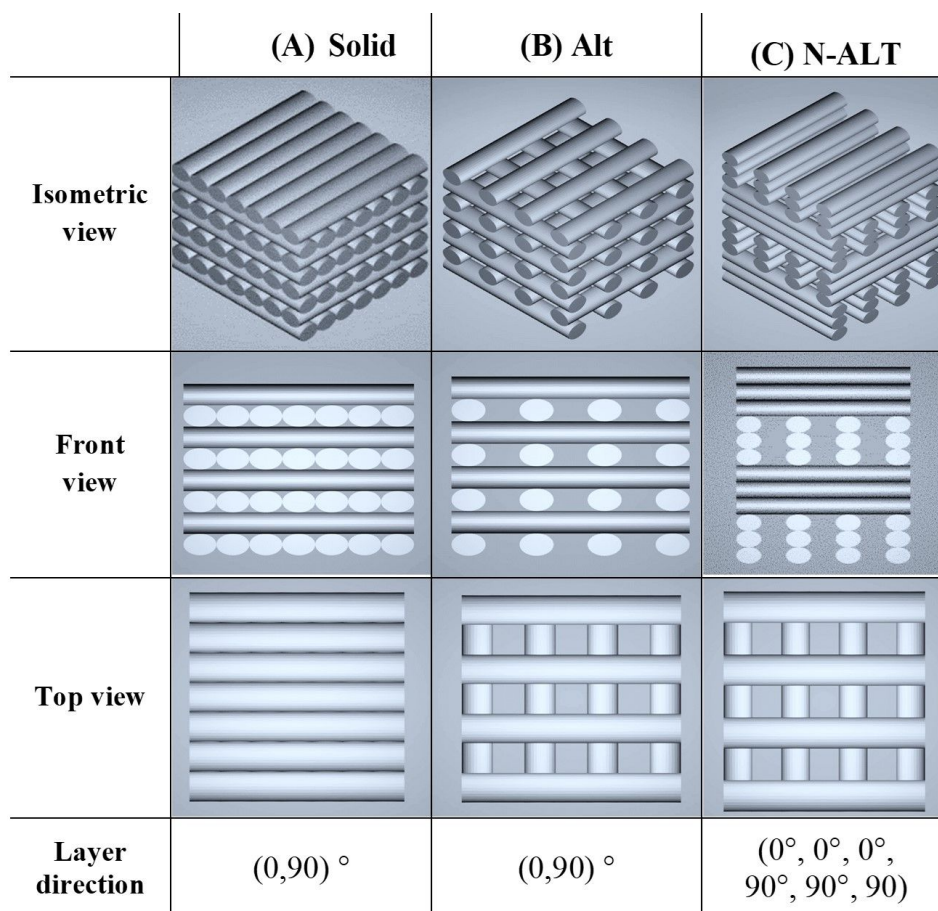 (A) Solid
(B) Alt
(C) N-ALT
Isometric
view
Front
view
Top view
Layer
direction
(0,90) °
(0,90) °
(0°, 0°, 0°,
90°, 90°, 90)